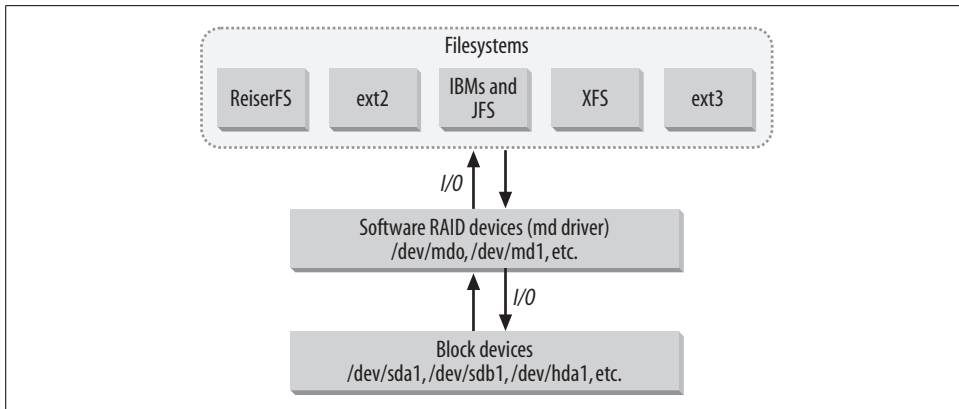 Filesystems
ReiserFS
ext2
IBMs and
JFS
XFS
ext3
I/0
Software RAID devices (md driver)
/dev/mdo, /dev/md1, etc.
I/0
Block devices
/dev/sda1, /dev/sdb1, /dev/hda1, etc.